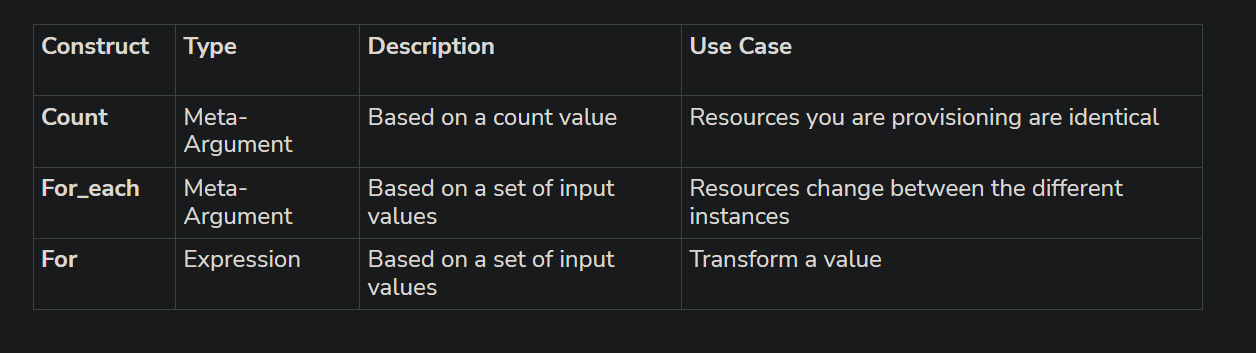 Construct Type Description Use Case
Count Meta- Based on a count value Resources you are provisioning are identical
Argument
For_each Meta- Based on a set of input Resources change between the different
Argument values instances
For Expression Based on a set of input Transform a value
values